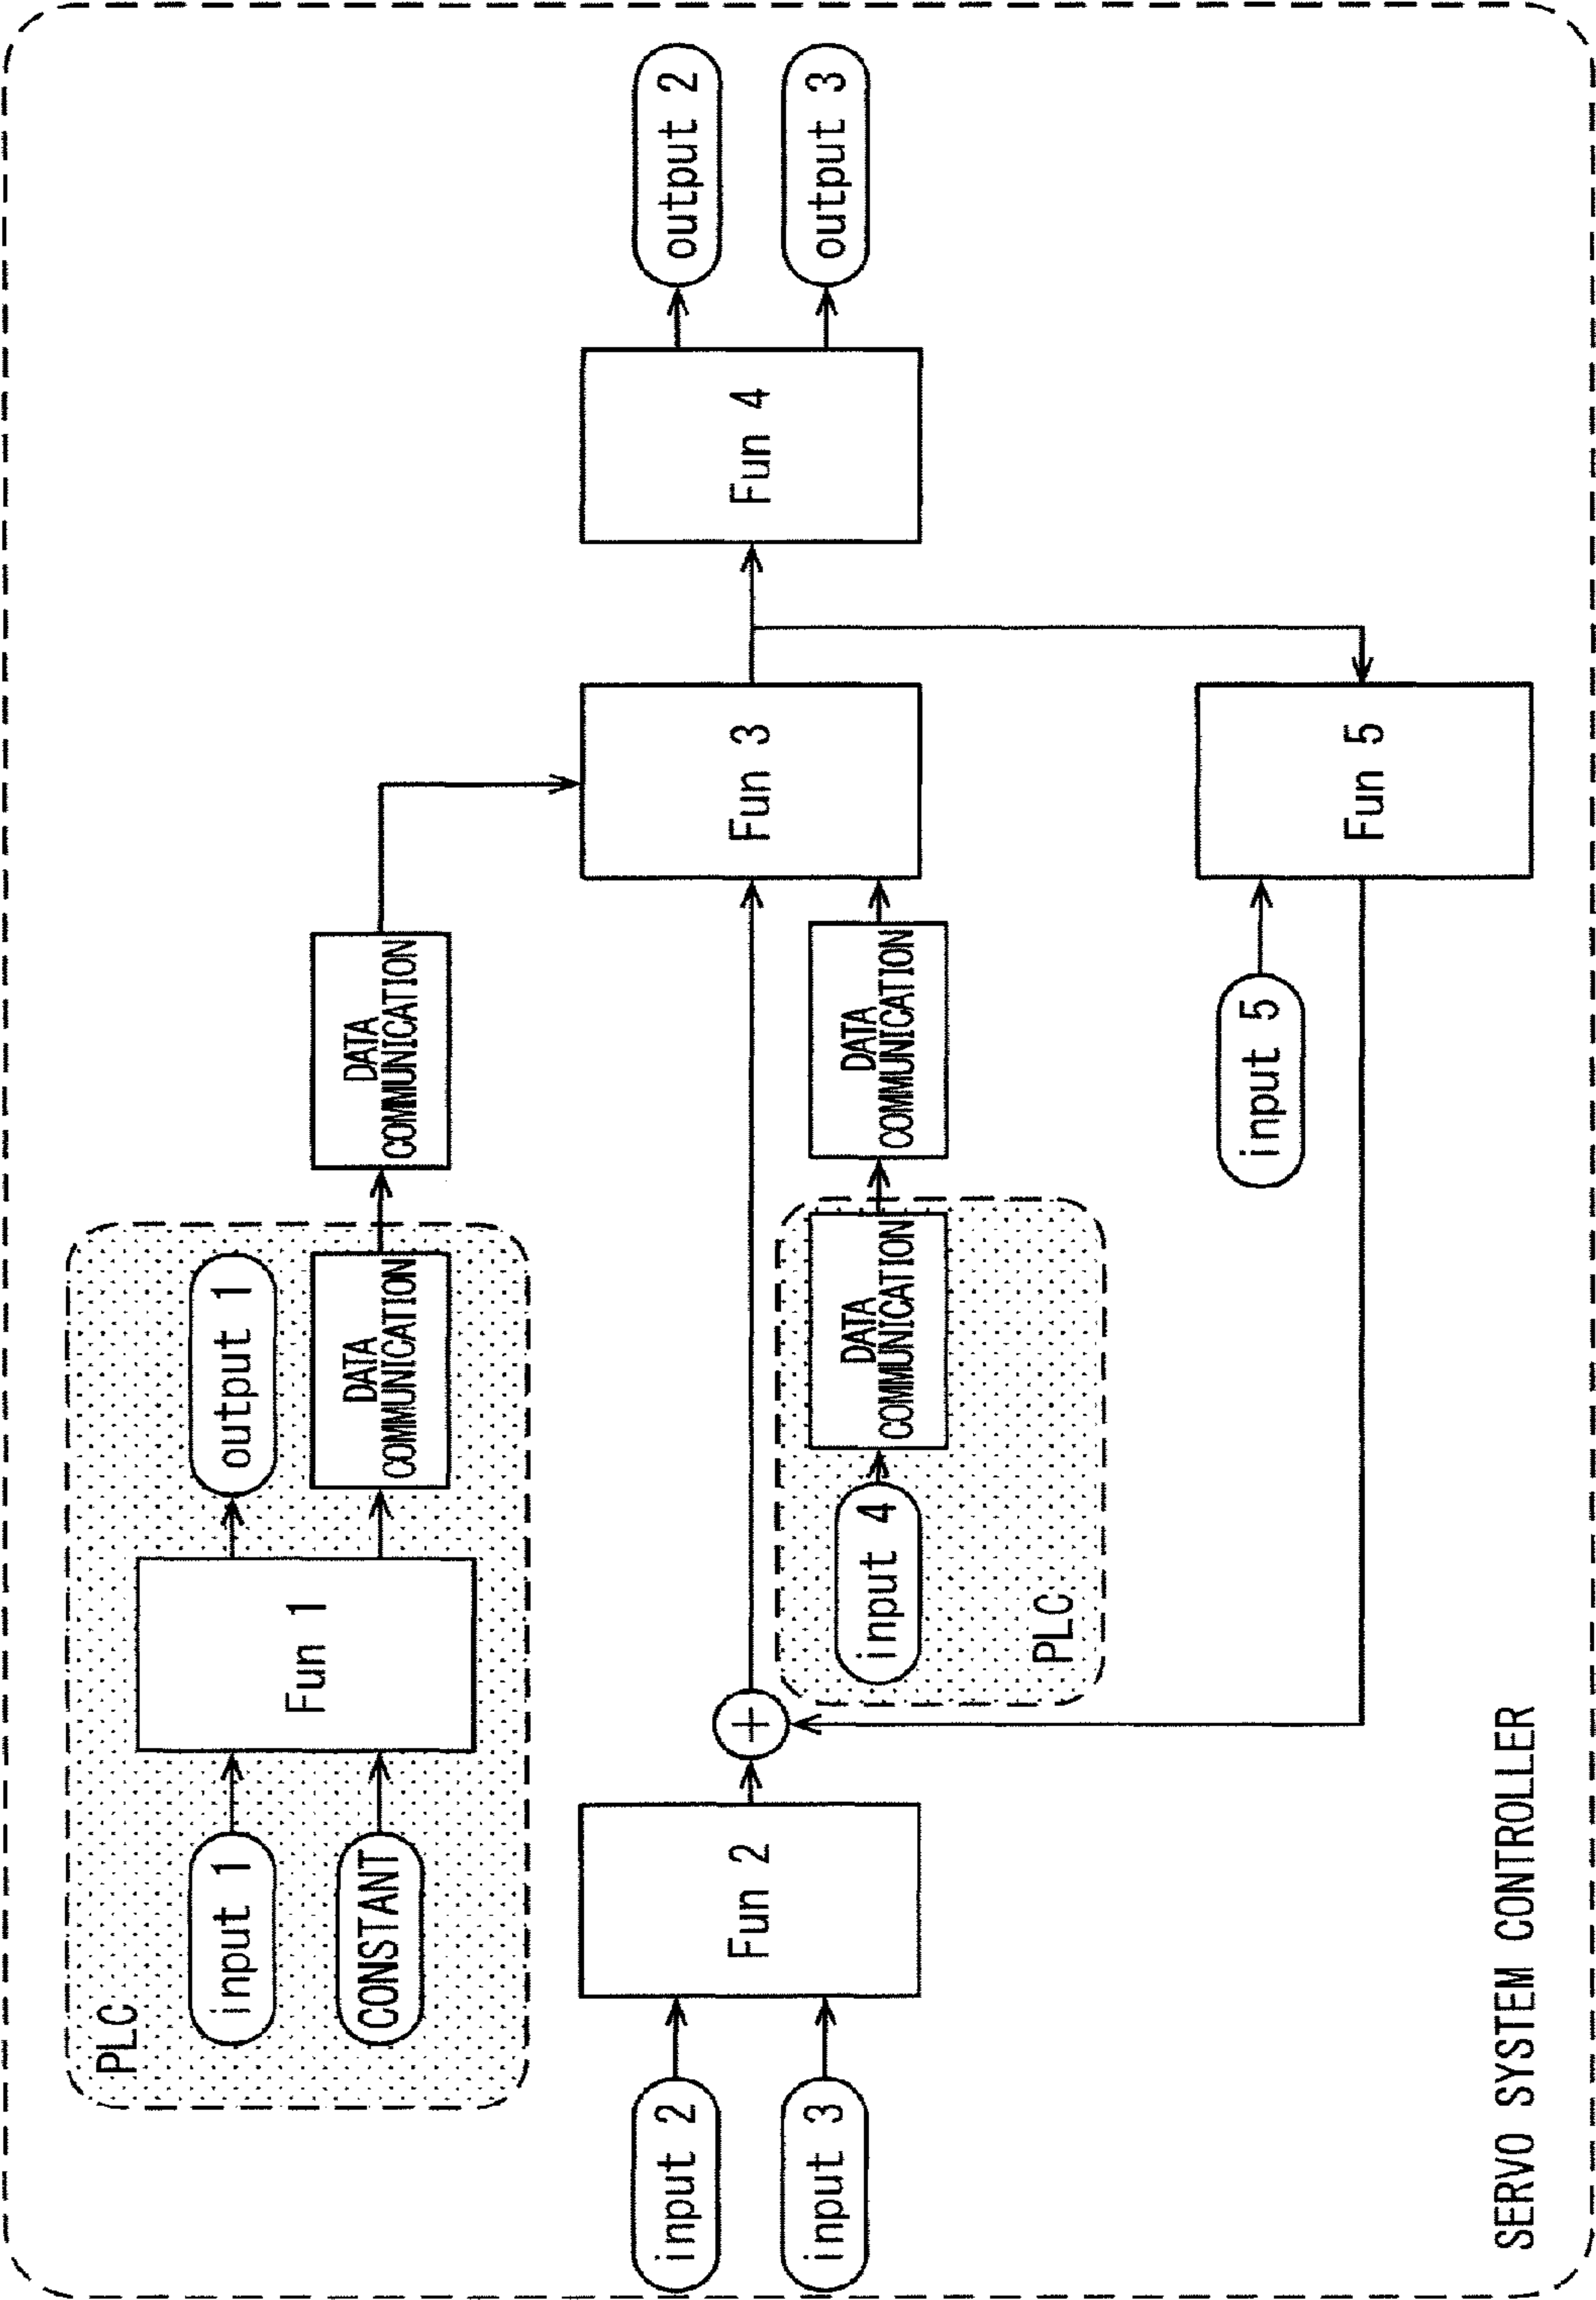 PLC
input 1
CONSTANT
Fun 1
output 1
DATA
COMMUNICATION
DATA
COMMUNICATION
input 2
input 3
Fun 2
+
Fun 3
Fun 4
output 2
output 3
input 4
DATA
COMMUNICATION
DATA
COMMUNICATION
PLC
input 5
Fun 5
SERVO SYSTEM CONTROLLER